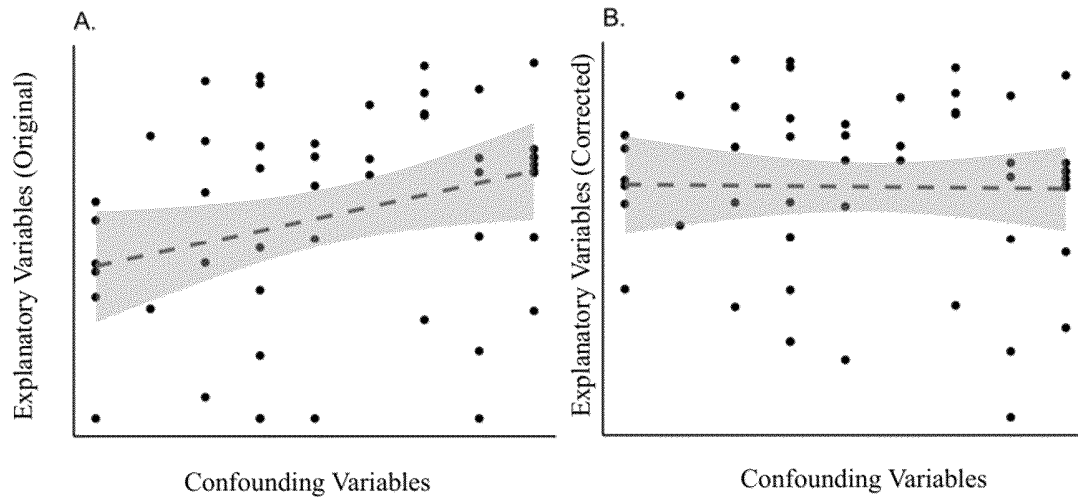 A.
Explanatory Variables (Original)
Confounding Variables
B.
Explanatory Variables (Corrected)
Confounding Variables